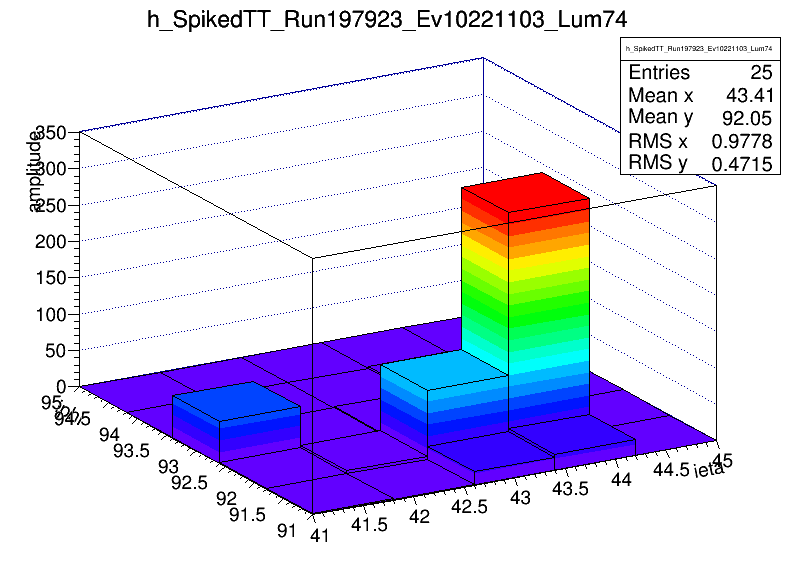 h_SpikedTT_Run197923_Ev10221103_Lum74
h_SpikedTT_Run197923_Ev10221103_Lum74
Entries 25
Mean x 43.41
Mean y 92.05
RMS x 0.9778
RMS y 0.4715
amplitude
350
300
250
200
150
100
50
0
95
94.5
94
93.5
93
92.5
92
91.5
91
41
41.5
42
42.5
43
43.5
44
44.5
45
ieta